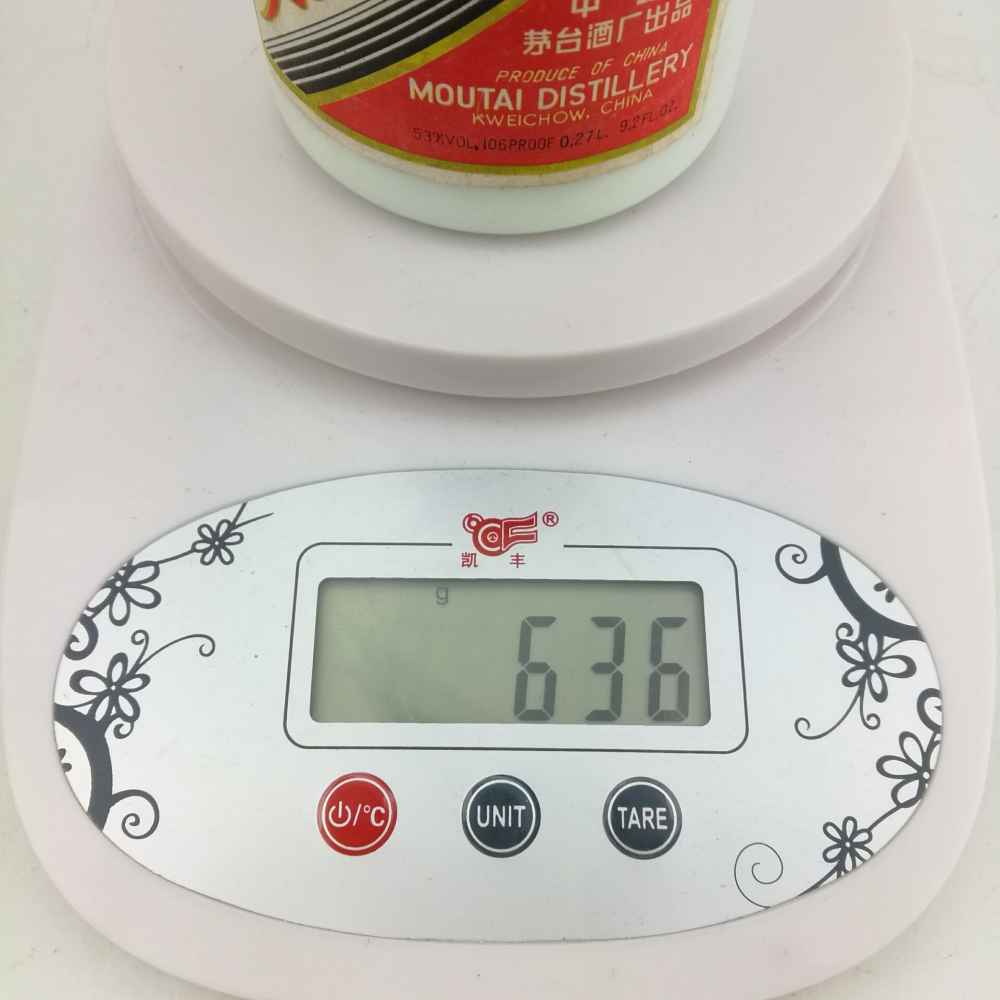 茅台酒厂出品
PRODUCE OF CHINA
MOUTAI DISTILLERY
KWEICHOW, CHINA
53%VOL, 106PROOF 0.27L. 9.2FL.OZ.
®
凯丰
g
636
⏻/°C
UNIT
TARE